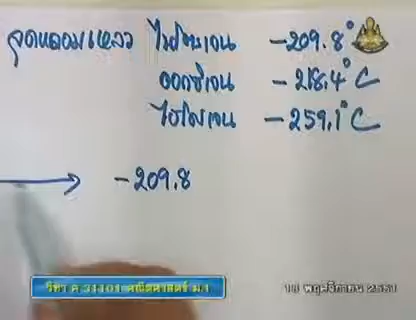 จุดหลอมเหลว ไนโตรเจน -209.8°
ออกซิเจน -218.4°C
ไฮโดรเจน -259.1°C
→ -209.8
วิชา ค 31101 คณิตศาสตร์ ม.1
พฤศจิกายน 2551